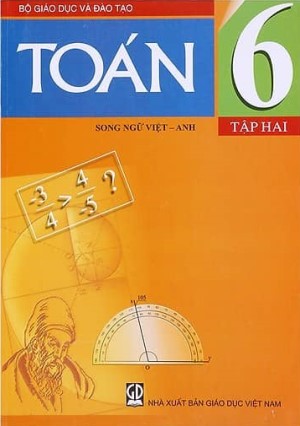 BỘ GIÁO DỤC VÀ ĐÀO TẠO
TOÁN 6
SONG NGỮ VIỆT – ANH
TẬP HAI
-3/4 > 4/-5 ?
105
x
O
y
GD
NHÀ XUẤT BẢN GIÁO DỤC VIỆT NAM